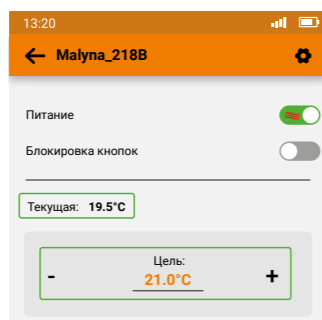 13:20
Malyna_218B
Питание
Блокировка кнопок
Текущая: 19.5°C
Цель:
- 21.0°C +